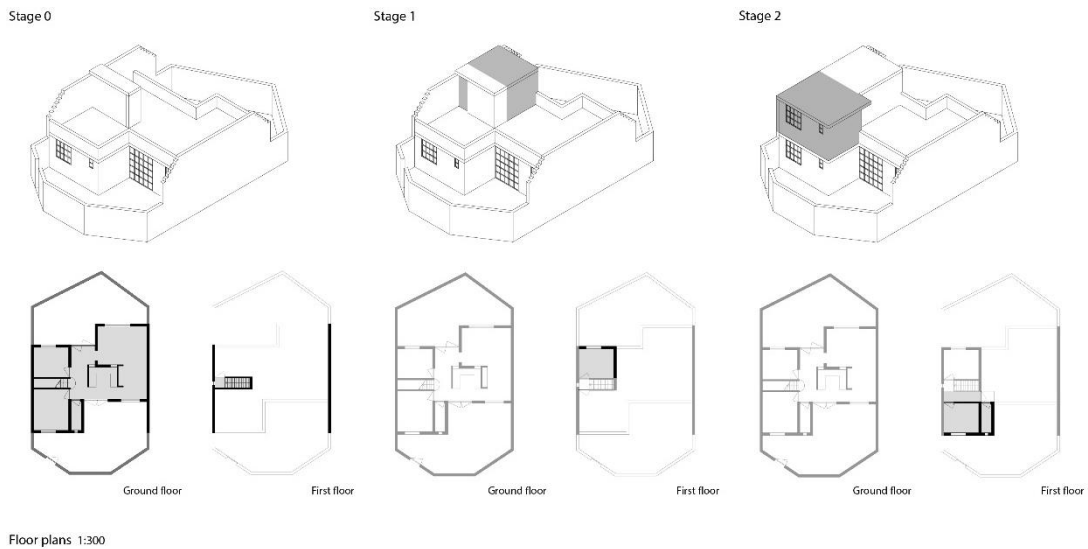 Stage 0
Stage 1
Stage 2
Ground floor
First floor
Ground floor
First floor
Ground floor
First floor
Floor plans 1:300